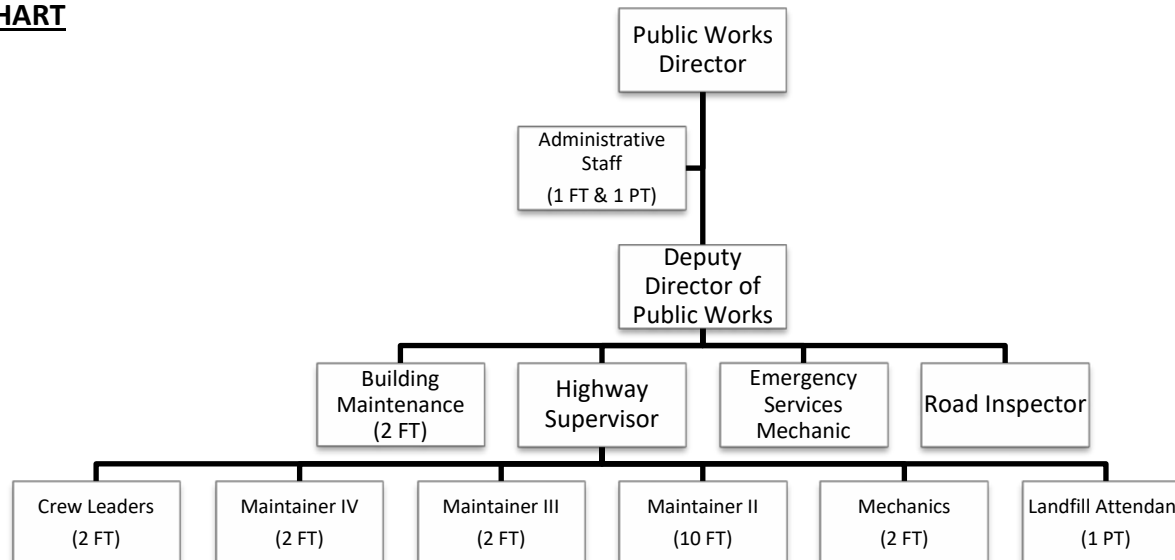 HART
Public Works
Director
Administrative
Staff
(1 FT & 1 PT)
Deputy
Director of
Public Works
Building
Maintenance
(2 FT)
Highway
Supervisor
Emergency
Services
Mechanic
Road Inspector
Crew Leaders
(2 FT)
Maintainer IV
(2 FT)
Maintainer III
(2 FT)
Maintainer II
(10 FT)
Mechanics
(2 FT)
Landfill Attendan
(1 PT)